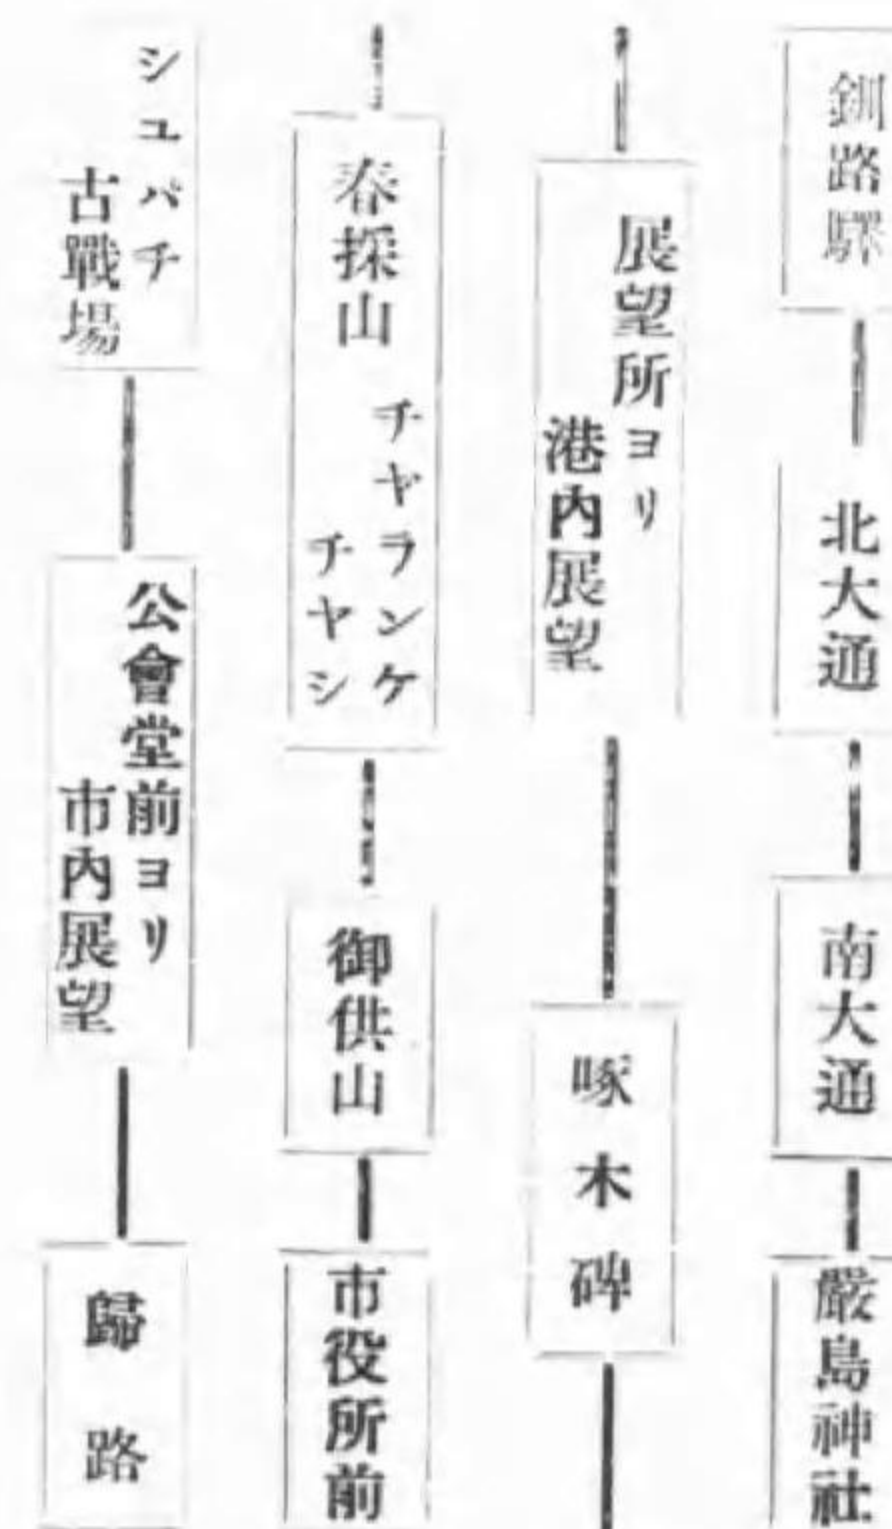 釧路驛
北大通
南大通
嚴島神社
展望所ヨリ
港內展望
啄木碑
春採山
チヤランケ
チヤシ
御供山
市役所前
シユパチ
古戰場
公會堂前ヨリ
市內展望
歸路